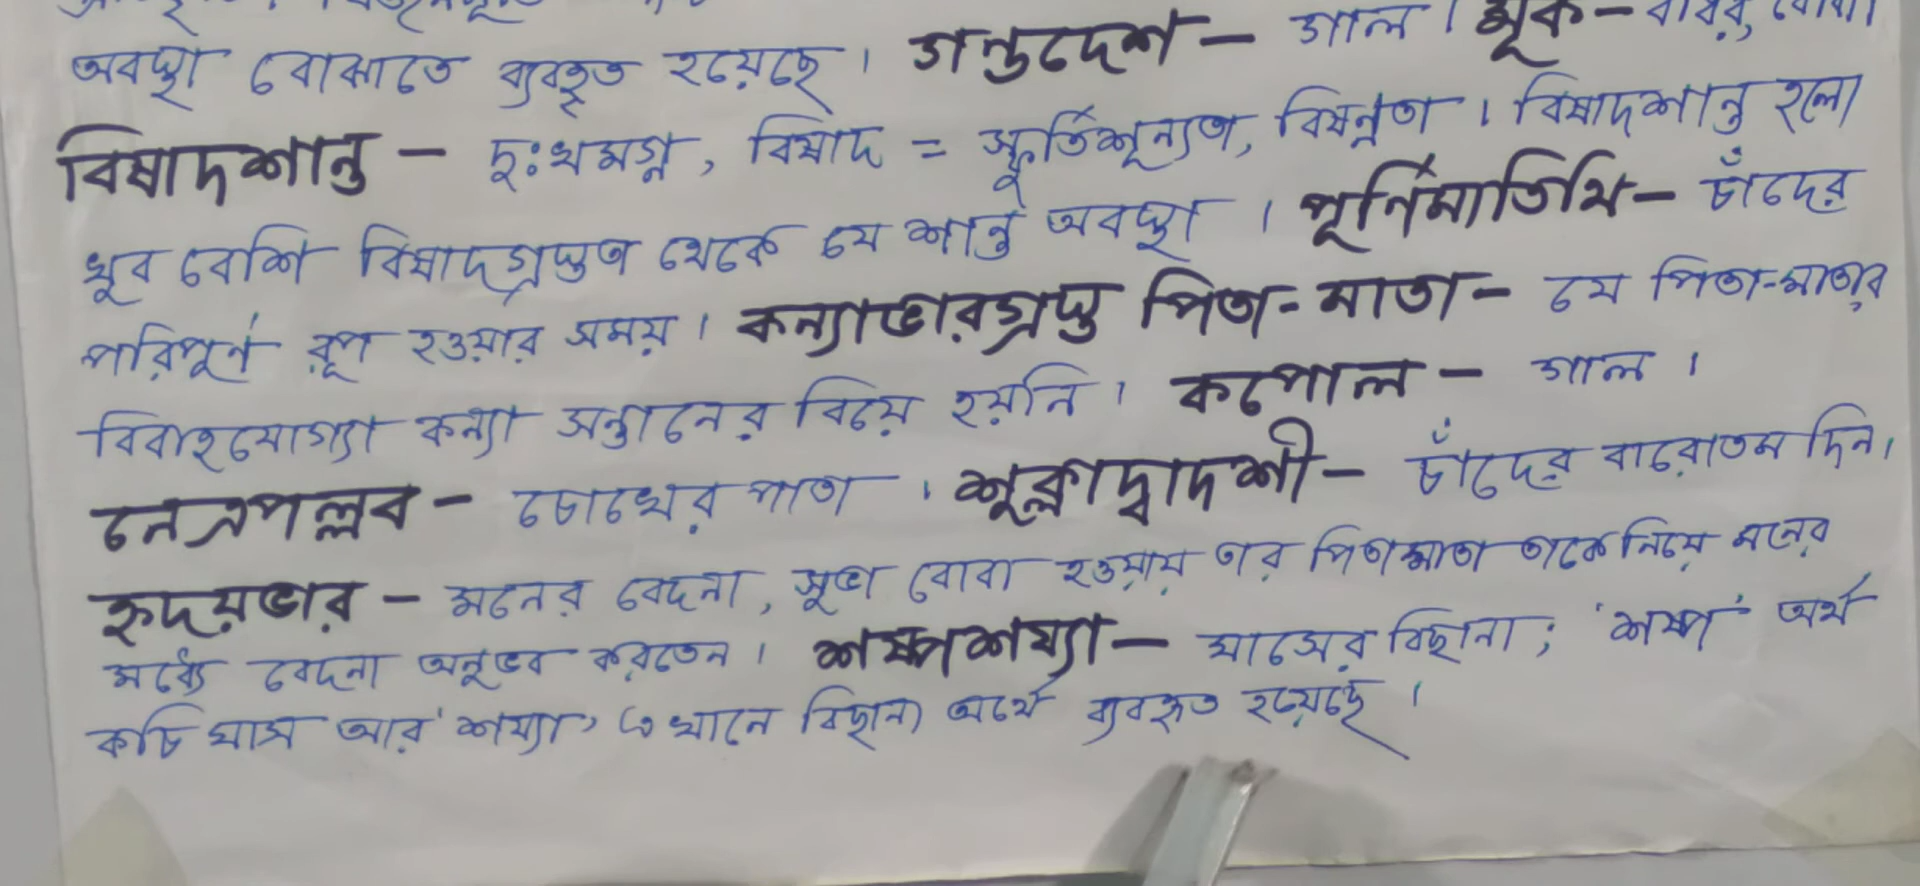 অবস্থা বোঝাতে ব্যবহৃত হয়েছে। গন্ডদেশ – গাল। মূক – বধির, বোবা।
বিষাদশান্ত – দুঃখমগ্ন, বিষাদ = স্ফূর্তিশূন্যতা, বিষন্নতা। বিষাদশান্ত হলো
খুব বেশি বিষাদগ্রস্ততা থেকে যে শান্ত অবস্থা। পূর্ণিমাতিথি – চাঁদের
পরিপূর্ণ রূপ হওয়ার সময়। কন্যাভারগ্রস্ত পিতা-মাতা – যে পিতা-মাতার
বিবাহযোগ্যা কন্যা সন্তানের বিয়ে হয়নি। কপোল – গাল।
নেত্রপল্লব – চোখের পাতা। শুক্লাদ্বাদশী – চাঁদের বারোতম দিন।
হৃদয়ভার – মনের বেদনা, সুভা বোবা হওয়ায় তার পিতামাতা তাকে নিয়ে মনের
মধ্যে বেদনা অনুভব করতেন। শষ্পশয্যা – ঘাসের বিছানা; 'শষ্প' অর্থ
কচি ঘাস আর 'শয্যা' এখানে বিছানা অর্থে ব্যবহৃত হয়েছে।